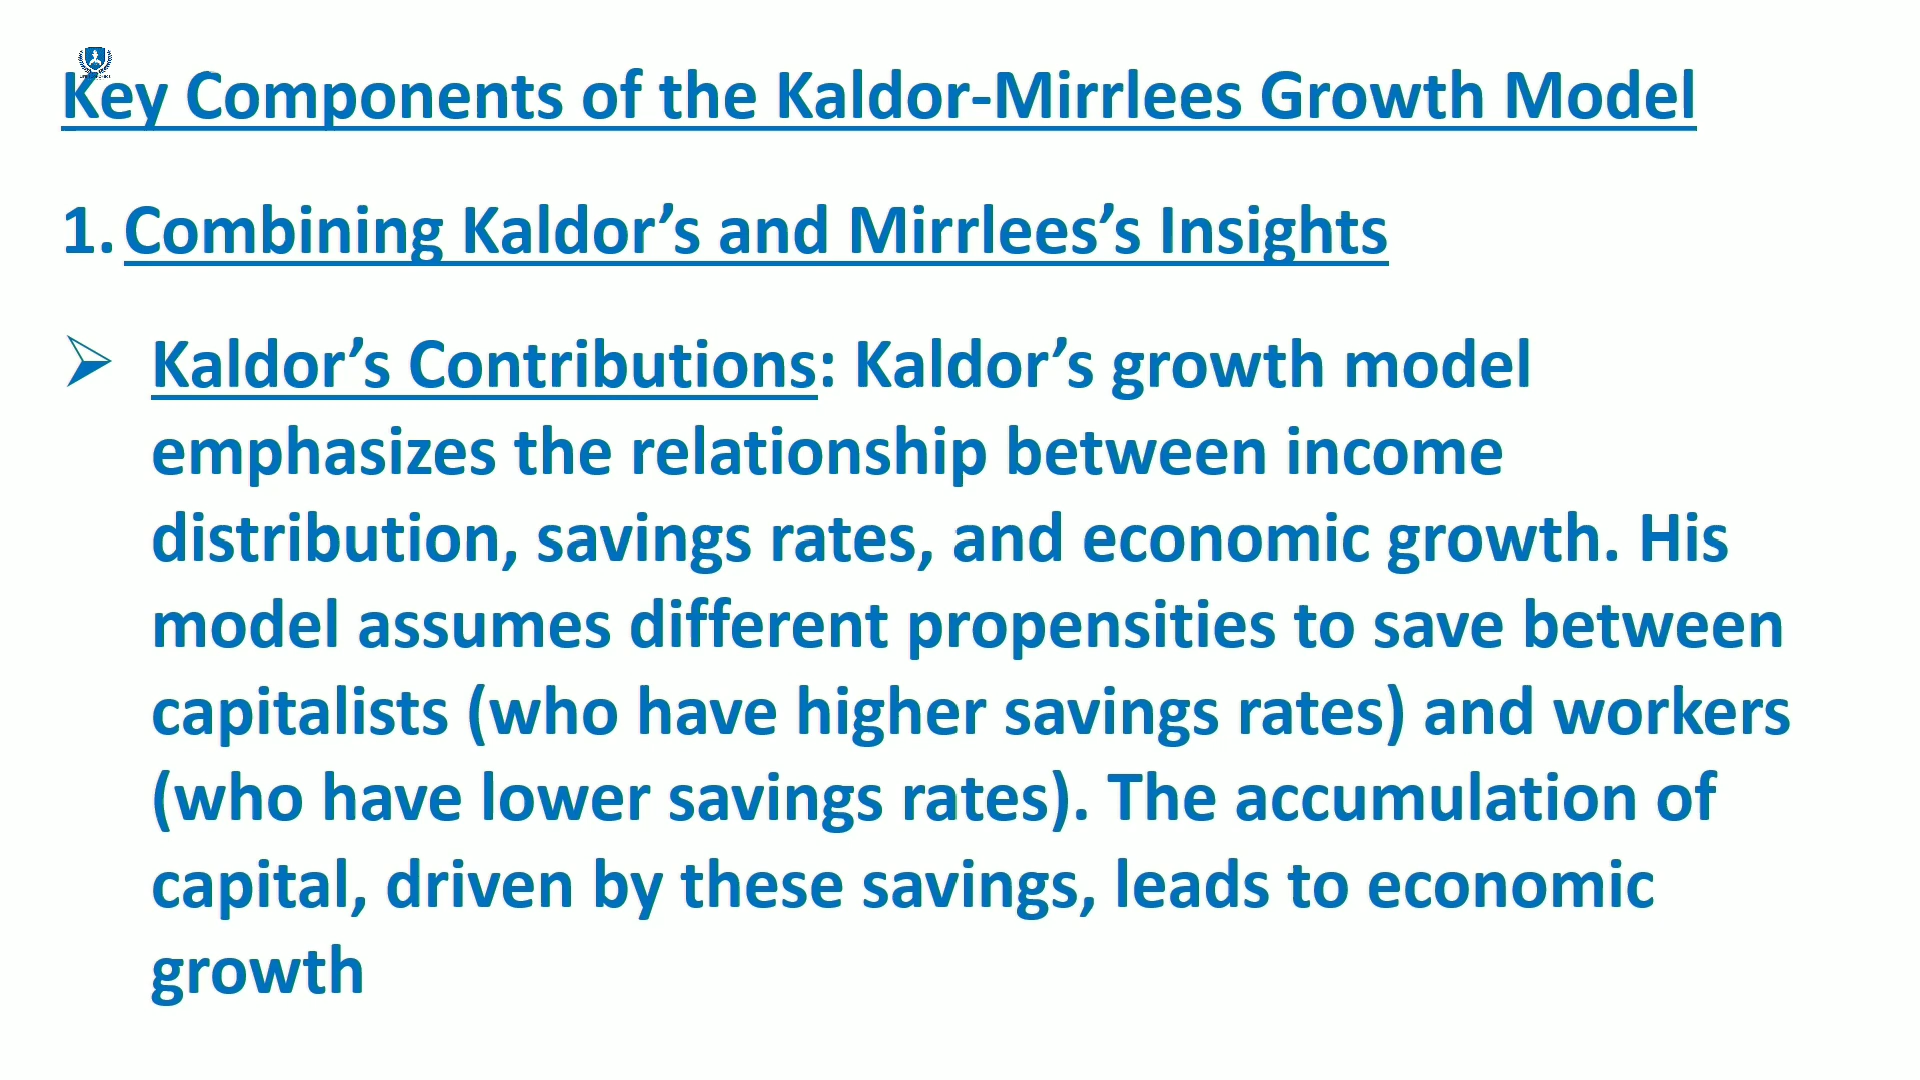 Key Components of the Kaldor-Mirrlees Growth Model
1. Combining Kaldor’s and Mirrlees’s Insights
➢ Kaldor’s Contributions: Kaldor’s growth model
emphasizes the relationship between income
distribution, savings rates, and economic growth. His
model assumes different propensities to save between
capitalists (who have higher savings rates) and workers
(who have lower savings rates). The accumulation of
capital, driven by these savings, leads to economic
growth